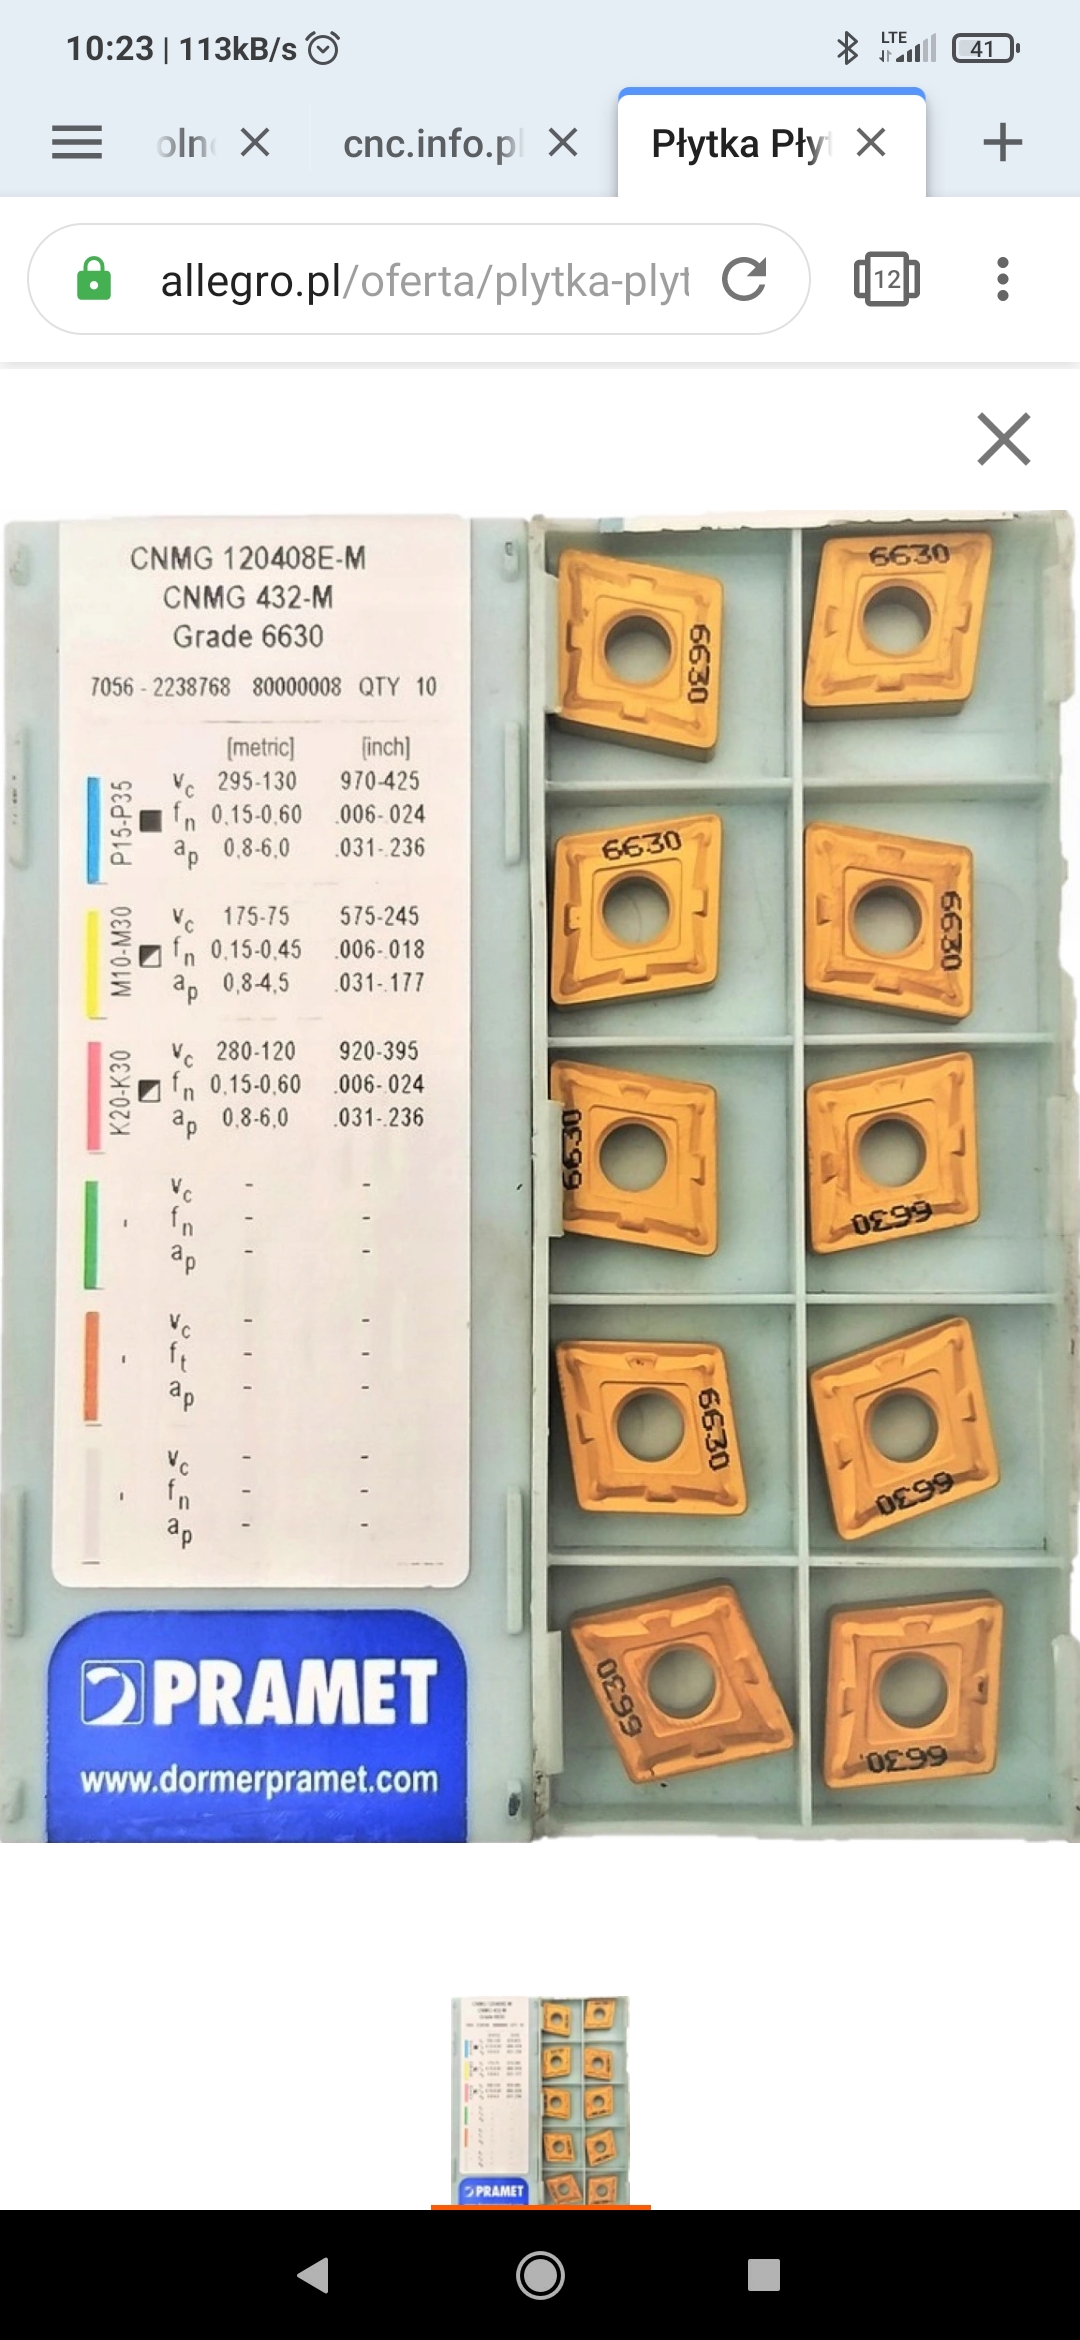 10:23 | 113kB/s
LTE
41
oln
cnc.info.pl
Płytka Pły
allegro.pl/oferta/plytka-plyt
12
CNMG 120408E-M
CNMG 432-M
Grade 6630
7056 - 2238768 80000008 QTY 10
[metric] [inch]
P15-P35
vc 295-130 970-425
fn 0,15-0,60 .006-.024
ap 0,8-6,0 .031-.236
M10-M30
vc 175-75 575-245
fn 0,15-0,45 .006-.018
ap 0,8-4,5 .031-.177
K20-K30
vc 280-120 920-395
fn 0,15-0,60 .006-.024
ap 0,8-6,0 .031-.236
vc - -
fn - -
ap - -
vc - -
ft - -
ap - -
vc - -
fn - -
ap - -
PRAMET
www.dormerpramet.com
6630
6630
6630
6630
6630
6630
6630
6630
6630
6630
PRAMET